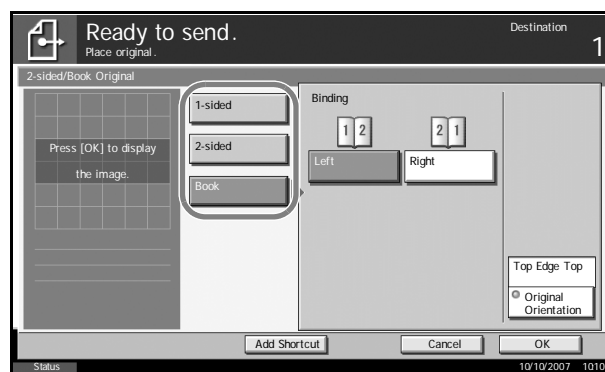 Ready to send.
Place original.
Destination
1
2-sided/Book Original
Press [OK] to display
the image.
1-sided
2-sided
Book
Binding
1 2
2 1
Left
Right
Top Edge Top
Original
Orientation
Add Shortcut
Cancel
OK
Status
10/10/2007 1010